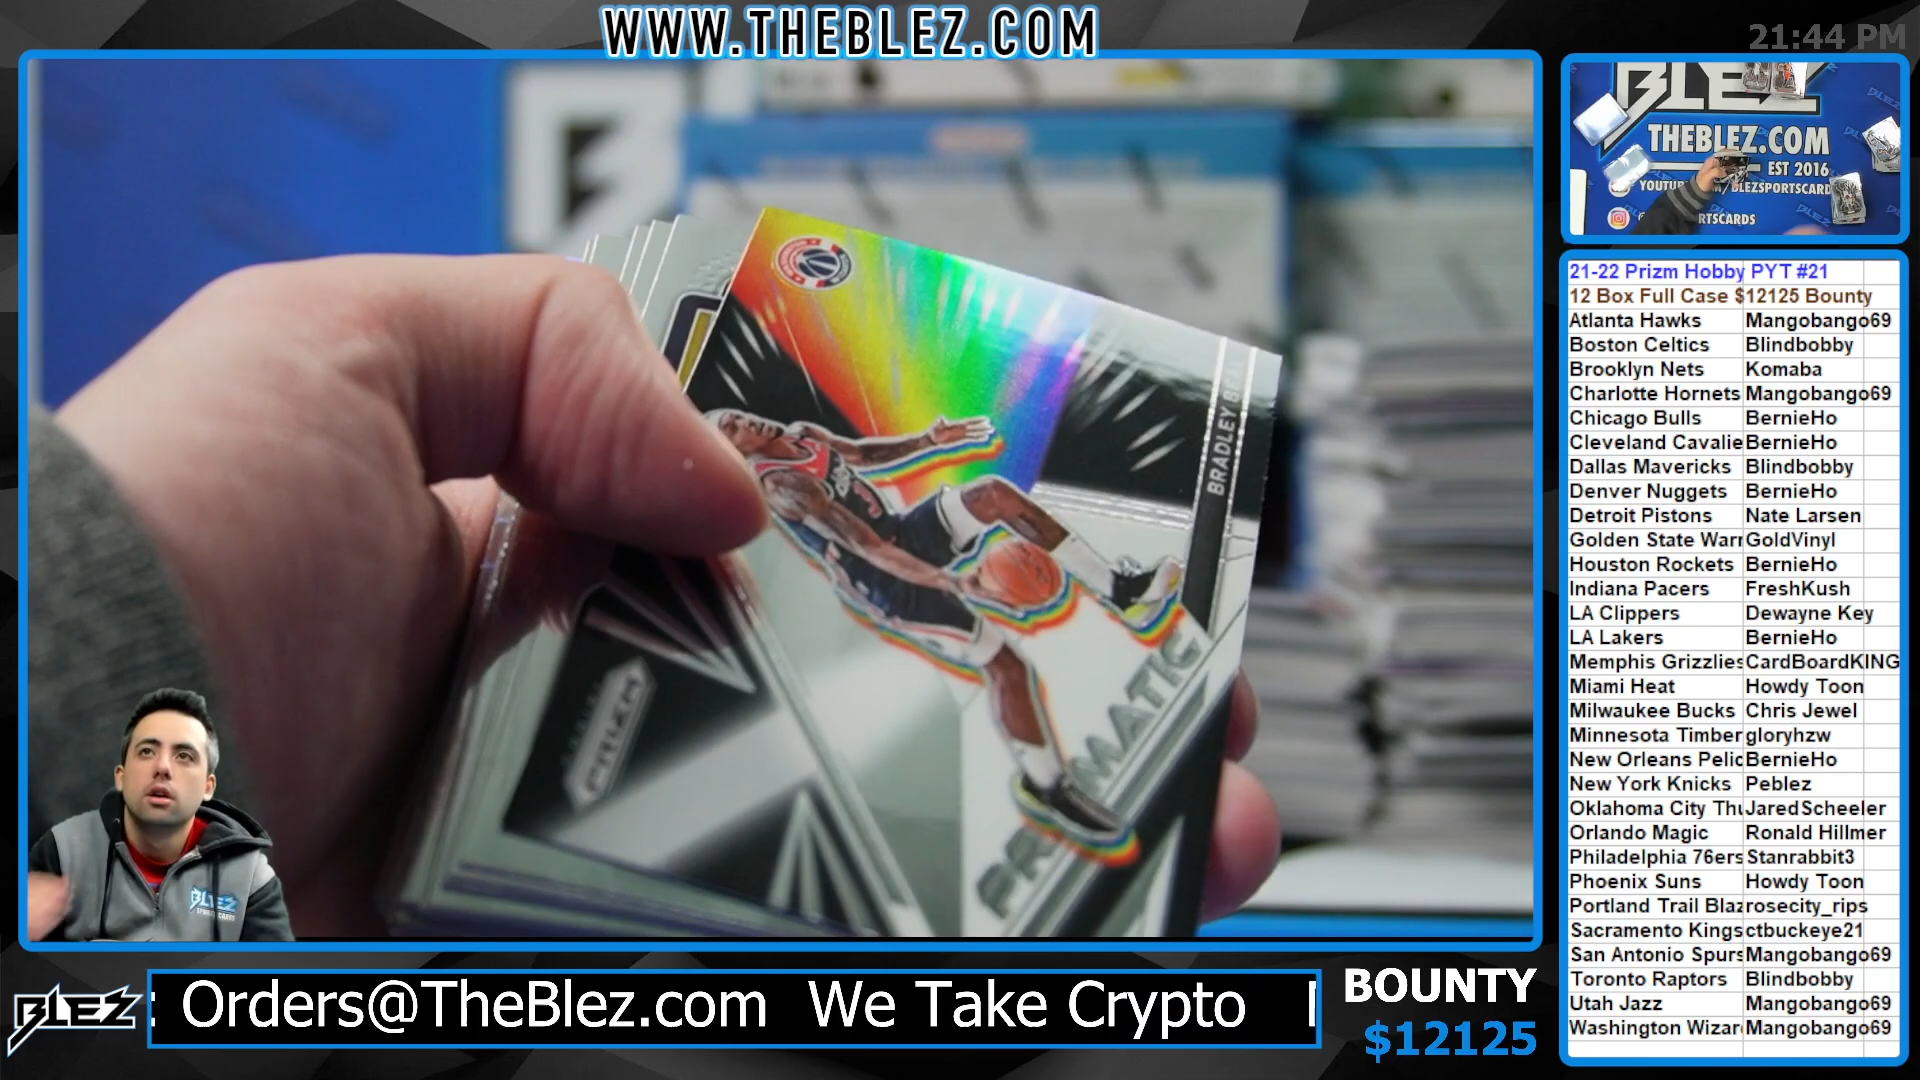 WWW.THEBLEZ.COM
21:44 PM
BLEZ
THEBLEZ.COM
EST 2016
BRADLEY BEAL
PRIZMATIC
PRIZM
BLEZ
21-22 Prizm Hobby PYT #21
12 Box Full Case $12125 Bounty
Atlanta Hawks Mangobango69
Boston Celtics Blindbobby
Brooklyn Nets Komaba
Charlotte Hornets Mangobango69
Chicago Bulls BernieHo
Cleveland Cavalie BernieHo
Dallas Mavericks Blindbobby
Denver Nuggets BernieHo
Detroit Pistons Nate Larsen
Golden State Warr GoldVinyl
Houston Rockets BernieHo
Indiana Pacers FreshKush
LA Clippers Dewayne Key
LA Lakers BernieHo
Memphis Grizzlies CardBoardKING
Miami Heat Howdy Toon
Milwaukee Bucks Chris Jewel
Minnesota Timber gloryhzw
New Orleans Pelic BernieHo
New York Knicks Peblez
Oklahoma City Thu JaredScheeler
Orlando Magic Ronald Hillmer
Philadelphia 76ers Stanrabbit3
Phoenix Suns Howdy Toon
Portland Trail Blaz rosecity_rips
Sacramento Kings ctbuckeye21
San Antonio Spurs Mangobango69
Toronto Raptors Blindbobby
Utah Jazz Mangobango69
Washington Wizar Mangobango69
BLEZ
: Orders@TheBlez.com We Take Crypto
BOUNTY
$12125